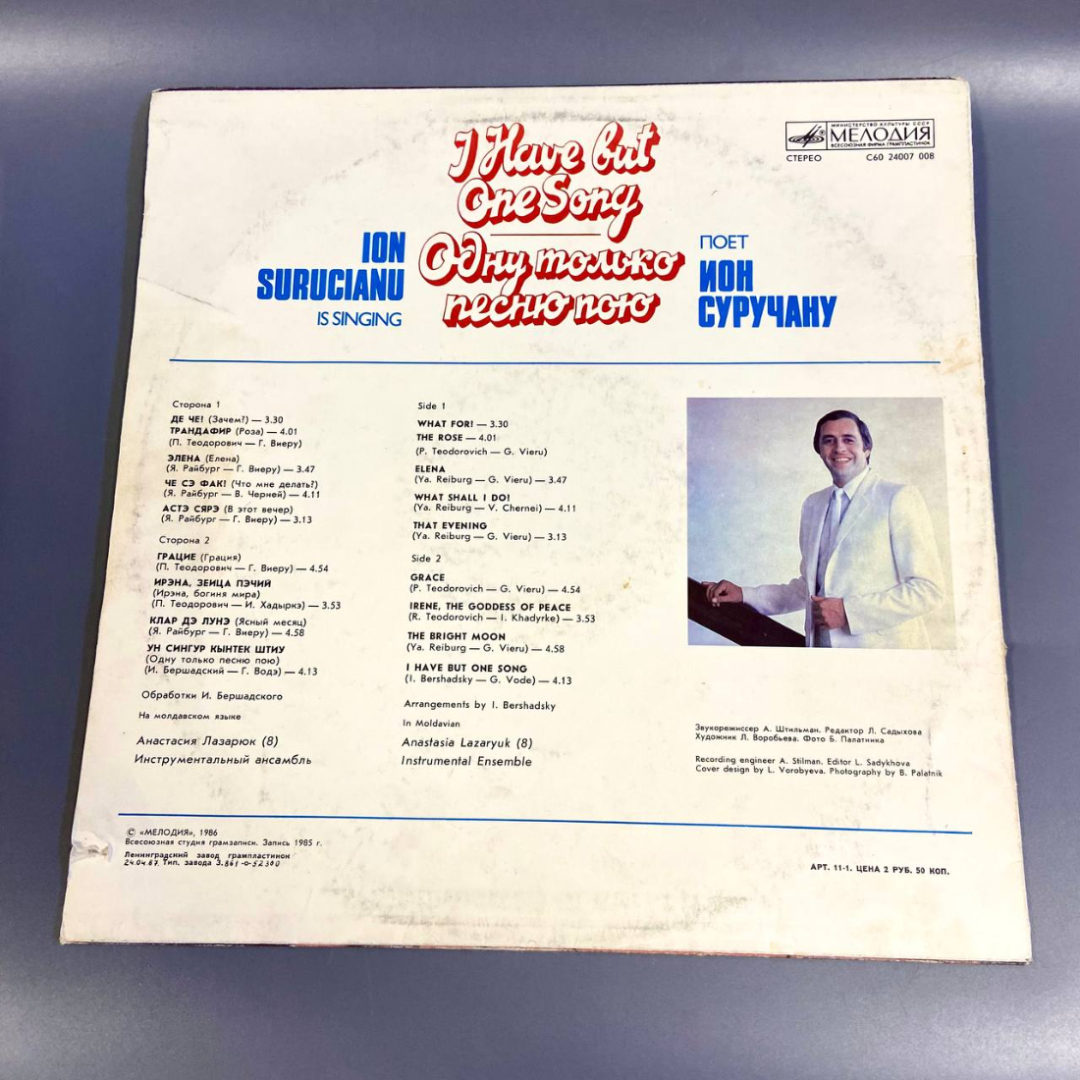 I Have but
One Song
Одну только
песню пою
ION
SURUCIANU
IS SINGING
ПОЕТ
ИОН
СУРУЧАНУ
МИНИСТЕРСТВО КУЛЬТУРЫ СССР
МЕЛОДИЯ
ВСЕСОЮЗНАЯ ФИРМА ГРАМПЛАСТИНОК
СТЕРЕО С60 24007 008
Сторона 1
ДЕ ЧЕ! (Зачем?) — 3.30
ТРАНДАФИР (Роза) — 4.01
(П. Теодорович — Г. Виеру)
ЭЛЕНА (Елена)
(Я. Райбург — Г. Виеру) — 3.47
ЧЕ СЭ ФАК! (Что мне делать?)
(Я. Райбург — В. Черней) — 4.11
АСТЭ СЯРЭ (В этот вечер)
(Я. Райбург — Г. Виеру) — 3.13
Сторона 2
ГРАЦИЕ (Грация)
(П. Теодорович — Г. Виеру) — 4.54
ИРЭНА, ЗЕИЦА ПЭЧИЙ
(Ирэна, богиня мира)
(П. Теодорович — И. Хадыркэ) — 3.53
КЛАР ДЭ ЛУНЭ (Ясный месяц)
(Я. Райбург — Г. Виеру) — 4.58
УН СИНГУР КЫНТЕК ШТИУ
(Одну только песню пою)
(И. Бершадский — Г. Водэ) — 4.13
Обработки И. Бершадского
На молдавском языке
Анастасия Лазарюк (8)
Инструментальный ансамбль
Side 1
WHAT FOR! — 3.30
THE ROSE — 4.01
(P. Teodorovich — G. Vieru)
ELENA
(Ya. Reiburg — G. Vieru) — 3.47
WHAT SHALL I DO!
(Ya. Reiburg — V. Chernei) — 4.11
THAT EVENING
(Ya. Reiburg — G. Vieru) — 3.13
Side 2
GRACE
(P. Teodorovich — G. Vieru) — 4.54
IRENE, THE GODDESS OF PEACE
(R. Teodorovich — I. Khadyrke) — 3.53
THE BRIGHT MOON
(Ya. Reiburg — G. Vieru) — 4.58
I HAVE BUT ONE SONG
(I. Bershadsky — G. Vode) — 4.13
Arrangements by I. Bershadsky
In Moldavian
Anastasia Lazaryuk (8)
Instrumental Ensemble
Звукорежиссер А. Штильман. Редактор Л. Садыхова
Художник Л. Воробьева. Фото Б. Палатника
Recording engineer A. Stilman. Editor L. Sadykhova
Cover design by L. Vorobyeva. Photography by B. Palatnik
© «МЕЛОДИЯ», 1986
Всесоюзная студия грамзаписи. Запись 1985 г.
Ленинградский завод грампластинок
24.04.87. Тип. завода З.861-0-52300
АРТ. 11-1. ЦЕНА 2 РУБ. 50 КОП.